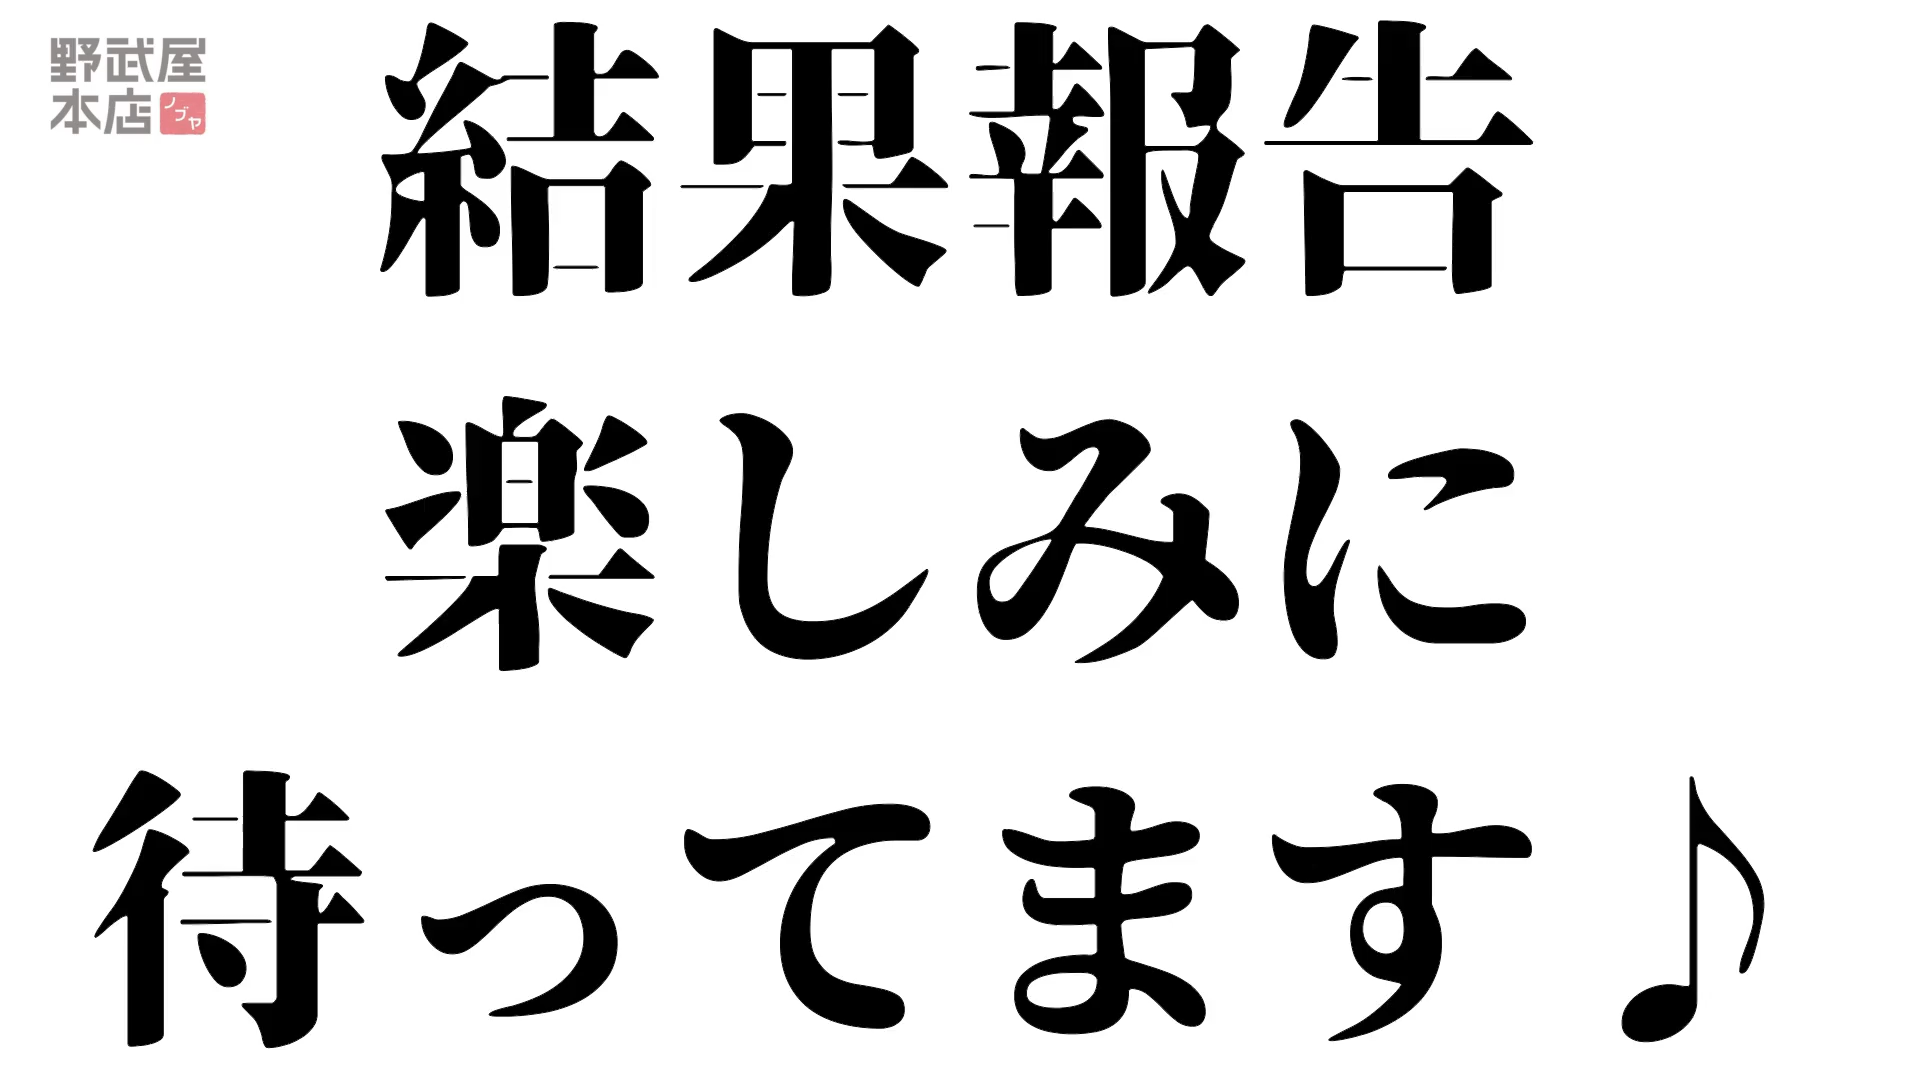 野武屋
本店
ノブヤ
結果報告
楽しみに
待ってます♪